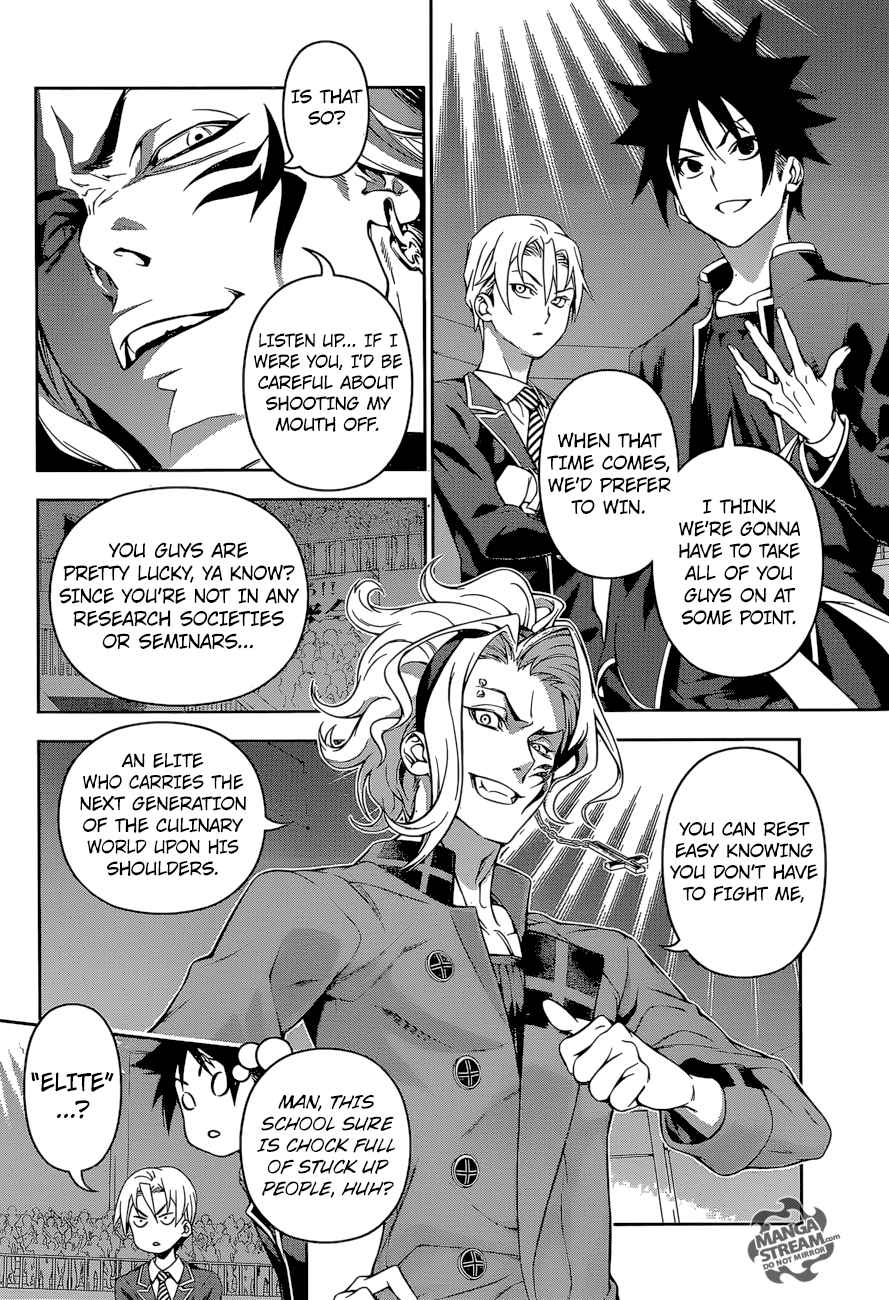 I THINK
WE'RE GONNA
HAVE TO TAKE
ALL OF YOU
GUYS ON AT
SOME POINT.
WHEN THAT
TIME COMES,
WE'D PREFER
TO WIN.
IS THAT
SO?
LISTEN UP... IF I
WERE YOU, I'D BE
CAREFUL ABOUT
SHOOTING MY
MOUTH OFF.
YOU GUYS ARE
PRETTY LUCKY, YA KNOW?
SINCE YOU'RE NOT IN ANY
RESEARCH SOCIETIES
OR SEMINARS...
!!
YOU CAN REST
EASY KNOWING
YOU DON'T HAVE
TO FIGHT ME,
AN ELITE
WHO CARRIES THE
NEXT GENERATION
OF THE CULINARY
WORLD UPON HIS
SHOULDERS.
MAN, THIS
SCHOOL SURE
IS CHOCK FULL
OF STUCK UP
PEOPLE, HUH?
"ELITE"
...?
MANGA
STREAM.com
DO NOT MIRROR